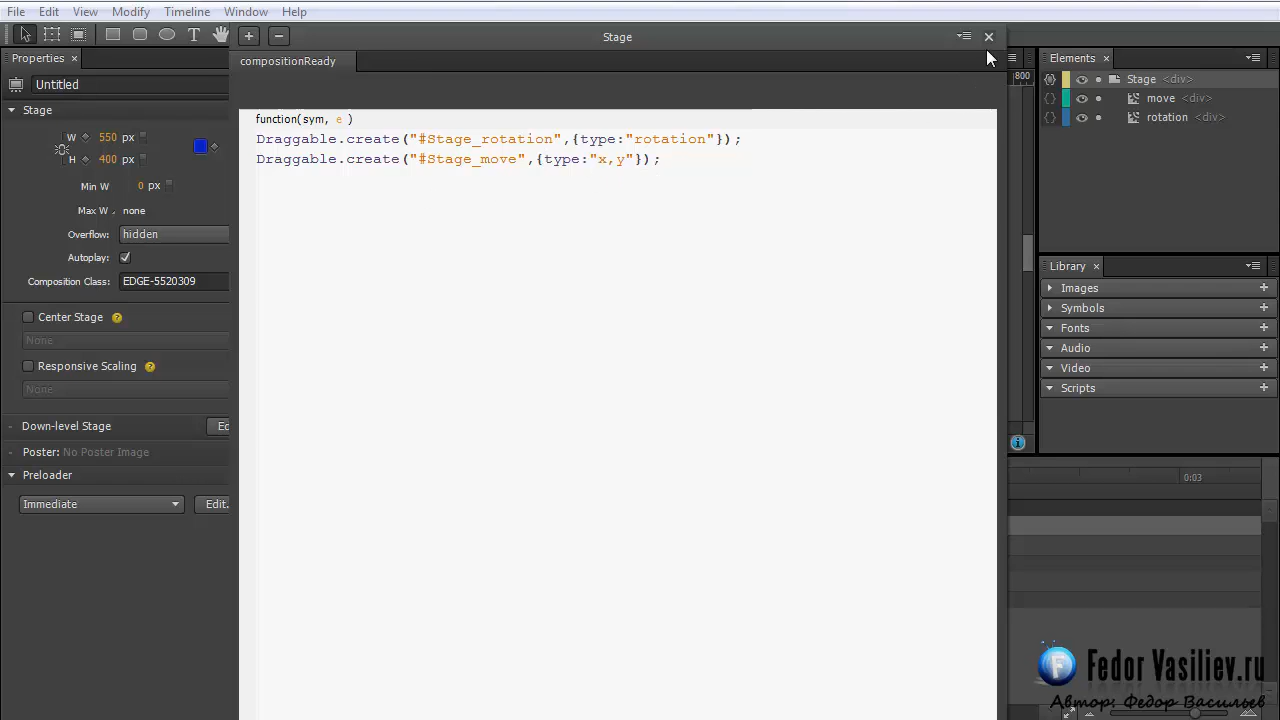 File Edit View Modify Timeline Window Help
T
+ − Stage
Properties × compositionReady 800 Elements ×
Untitled
Stage <div>
move <div>
rotation <div>
Stage
function( sym, e )
W 550 px
Draggable.create("#Stage_rotation",{type:"rotation"});
H 400 px
Draggable.create("#Stage_move",{type:"x,y"});
Min W 0 px
Max W none
Overflow: hidden
Autoplay:
Library ×
Composition Class: EDGE-5520309
Images +
Symbols +
Center Stage ?
Fonts +
None
Audio +
Responsive Scaling ?
Video +
None
Scripts +
Down-level Stage Ed
Poster: No Poster Image
Preloader
0:03
Immediate Edit.
Fedor Vasiliev.ru
Автор: Федор Васильев